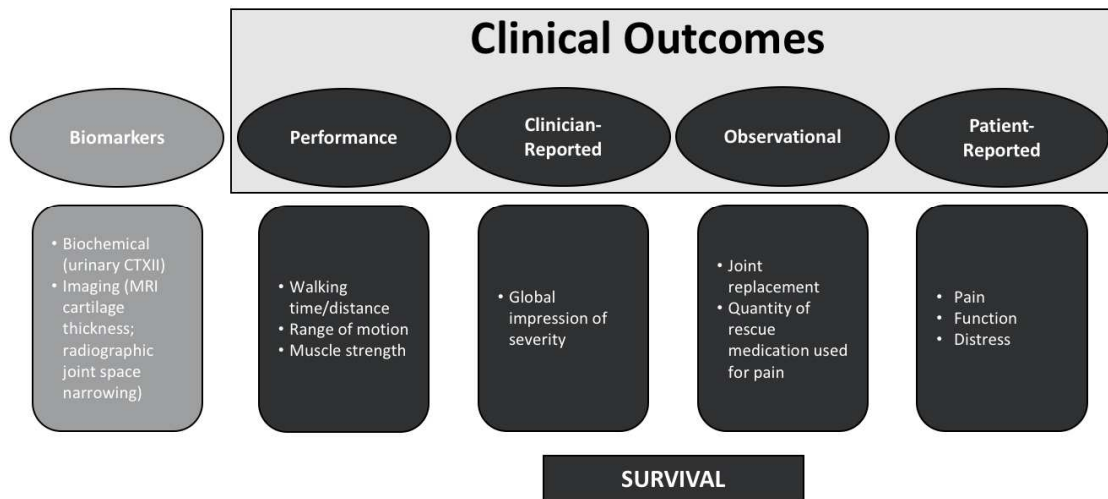 Clinical Outcomes
Biomarkers
Performance
Clinician-
Reported
Observational
Patient-
Reported
• Biochemical
(urinary CTXII)
• Imaging (MRI
cartilage
thickness;
radiographic
joint space
narrowing)
• Walking
time/distance
• Range of motion
• Muscle strength
• Global
impression of
severity
• Joint
replacement
• Quantity of
rescue
medication used
for pain
• Pain
• Function
• Distress
SURVIVAL